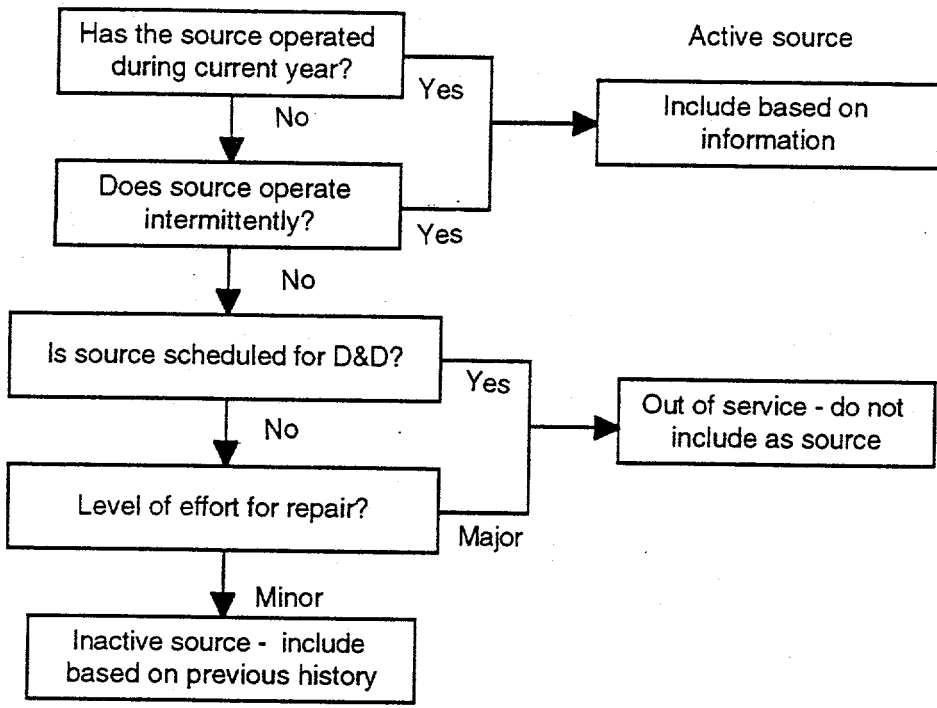 Has the source operated
during current year?
Active source
Yes
Include based on
information
No
Does source operate
intermittently?
Yes
No
Is source scheduled for D&D?
Yes
Out of service - do not
include as source
No
Level of effort for repair?
Major
Minor
Inactive source - include
based on previous history